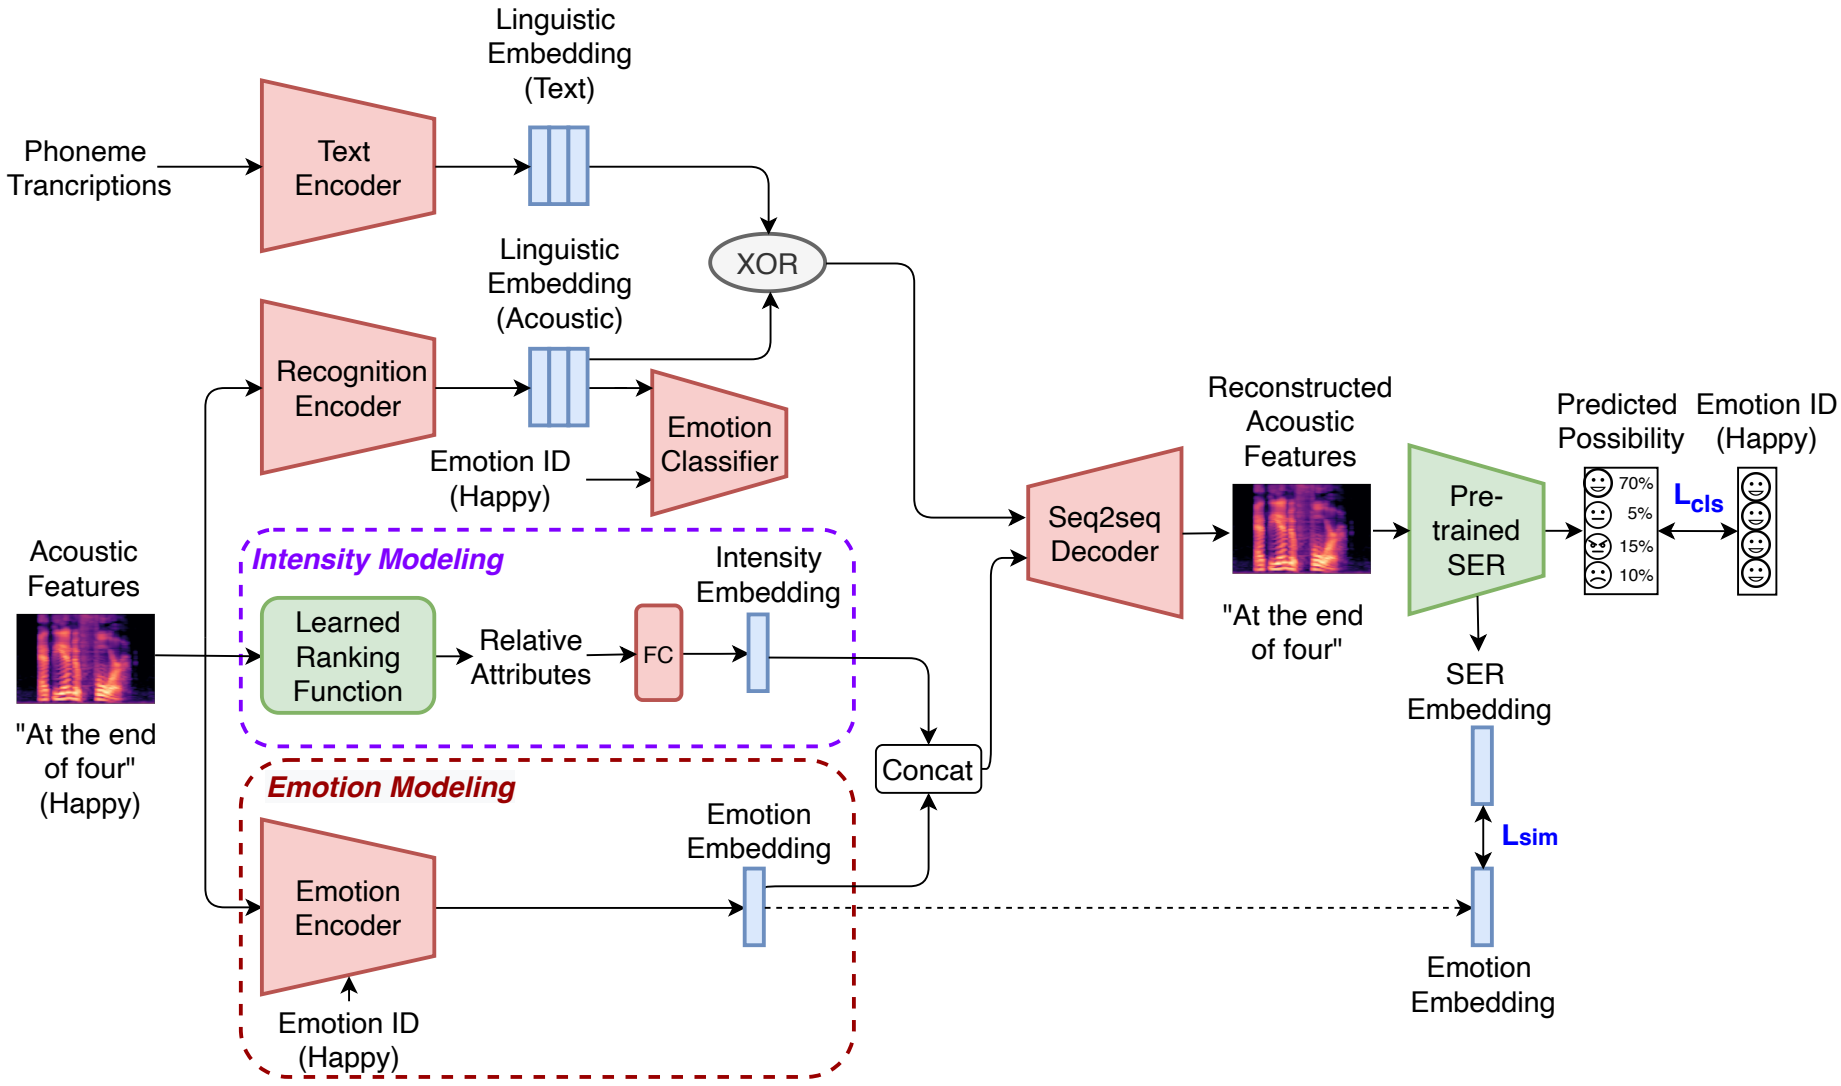 Linguistic
Embedding
(Text)
Phoneme
Trancriptions
Text
Encoder
XOR
Linguistic
Embedding
(Acoustic)
Recognition
Encoder
Emotion
Classifier
Emotion ID
(Happy)
Acoustic
Features
"At the end
of four"
(Happy)
Intensity Modeling
Learned
Ranking
Function
Relative
Attributes
FC
Intensity
Embedding
Concat
Emotion Modeling
Emotion
Encoder
Emotion ID
(Happy)
Emotion
Embedding
Seq2seq
Decoder
Reconstructed
Acoustic
Features
"At the end
of four"
Pre-
trained
SER
Predicted
Possibility
70%
5%
15%
10%
Lcls
Emotion ID
(Happy)
SER
Embedding
Lsim
Emotion
Embedding